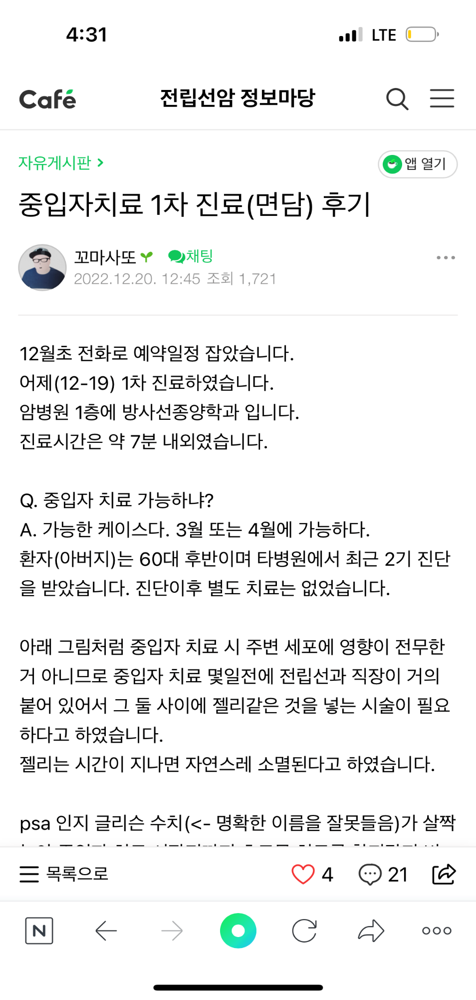 4:31 LTE
Café 전립선암 정보마당
자유게시판 >
앱 열기
중입자치료 1차 진료(면담) 후기
꼬마사또 채팅
2022.12.20. 12:45 조회 1,721
12월초 전화로 예약일정 잡았습니다.
어제(12-19) 1차 진료하였습니다.
암병원 1층에 방사선종양학과 입니다.
진료시간은 약 7분 내외였습니다.
Q. 중입자 치료 가능하냐?
A. 가능한 케이스다. 3월 또는 4월에 가능하다.
환자(아버지)는 60대 후반이며 타병원에서 최근 2기 진단
을 받았습니다. 진단이후 별도 치료는 없었습니다.
아래 그림처럼 중입자 치료 시 주변 세포에 영향이 전무한
거 아니므로 중입자 치료 몇일전에 전립선과 직장이 거의
붙어 있어서 그 둘 사이에 젤리같은 것을 넣는 시술이 필요
하다고 하였습니다.
젤리는 시간이 지나면 자연스레 소멸된다고 하였습니다.
psa 인지 글리슨 수치(<- 명확한 이름을 잘못들음)가 살짝
목록으로 4 21
N